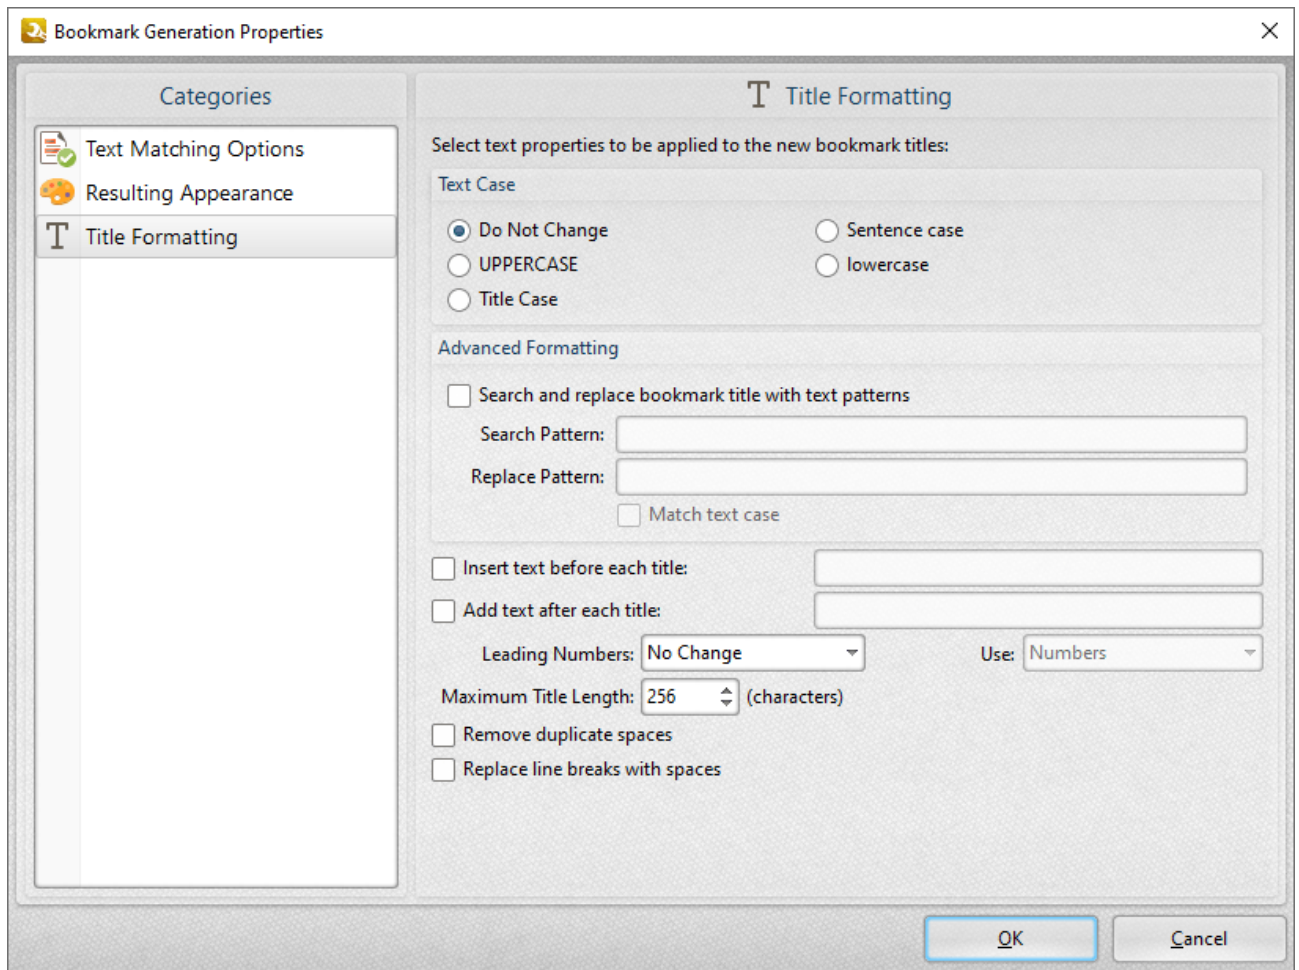 Bookmark Generation Properties
Categories
Text Matching Options
Resulting Appearance
Title Formatting
Title Formatting
Select text properties to be applied to the new bookmark titles:
Text Case
Do Not Change
Sentence case
UPPERCASE
lowercase
Title Case
Advanced Formatting
Search and replace bookmark title with text patterns
Search Pattern:
Replace Pattern:
Match text case
Insert text before each title:
Add text after each title:
Leading Numbers: No Change Use: Numbers
Maximum Title Length: 256 (characters)
Remove duplicate spaces
Replace line breaks with spaces
OK Cancel